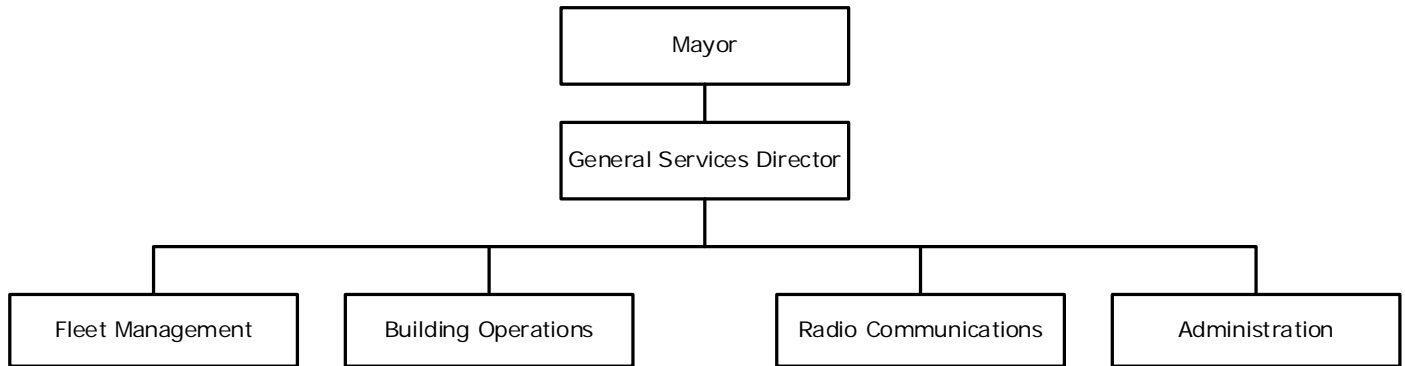 Mayor
General Services Director
Fleet Management
Building Operations
Radio Communications
Administration